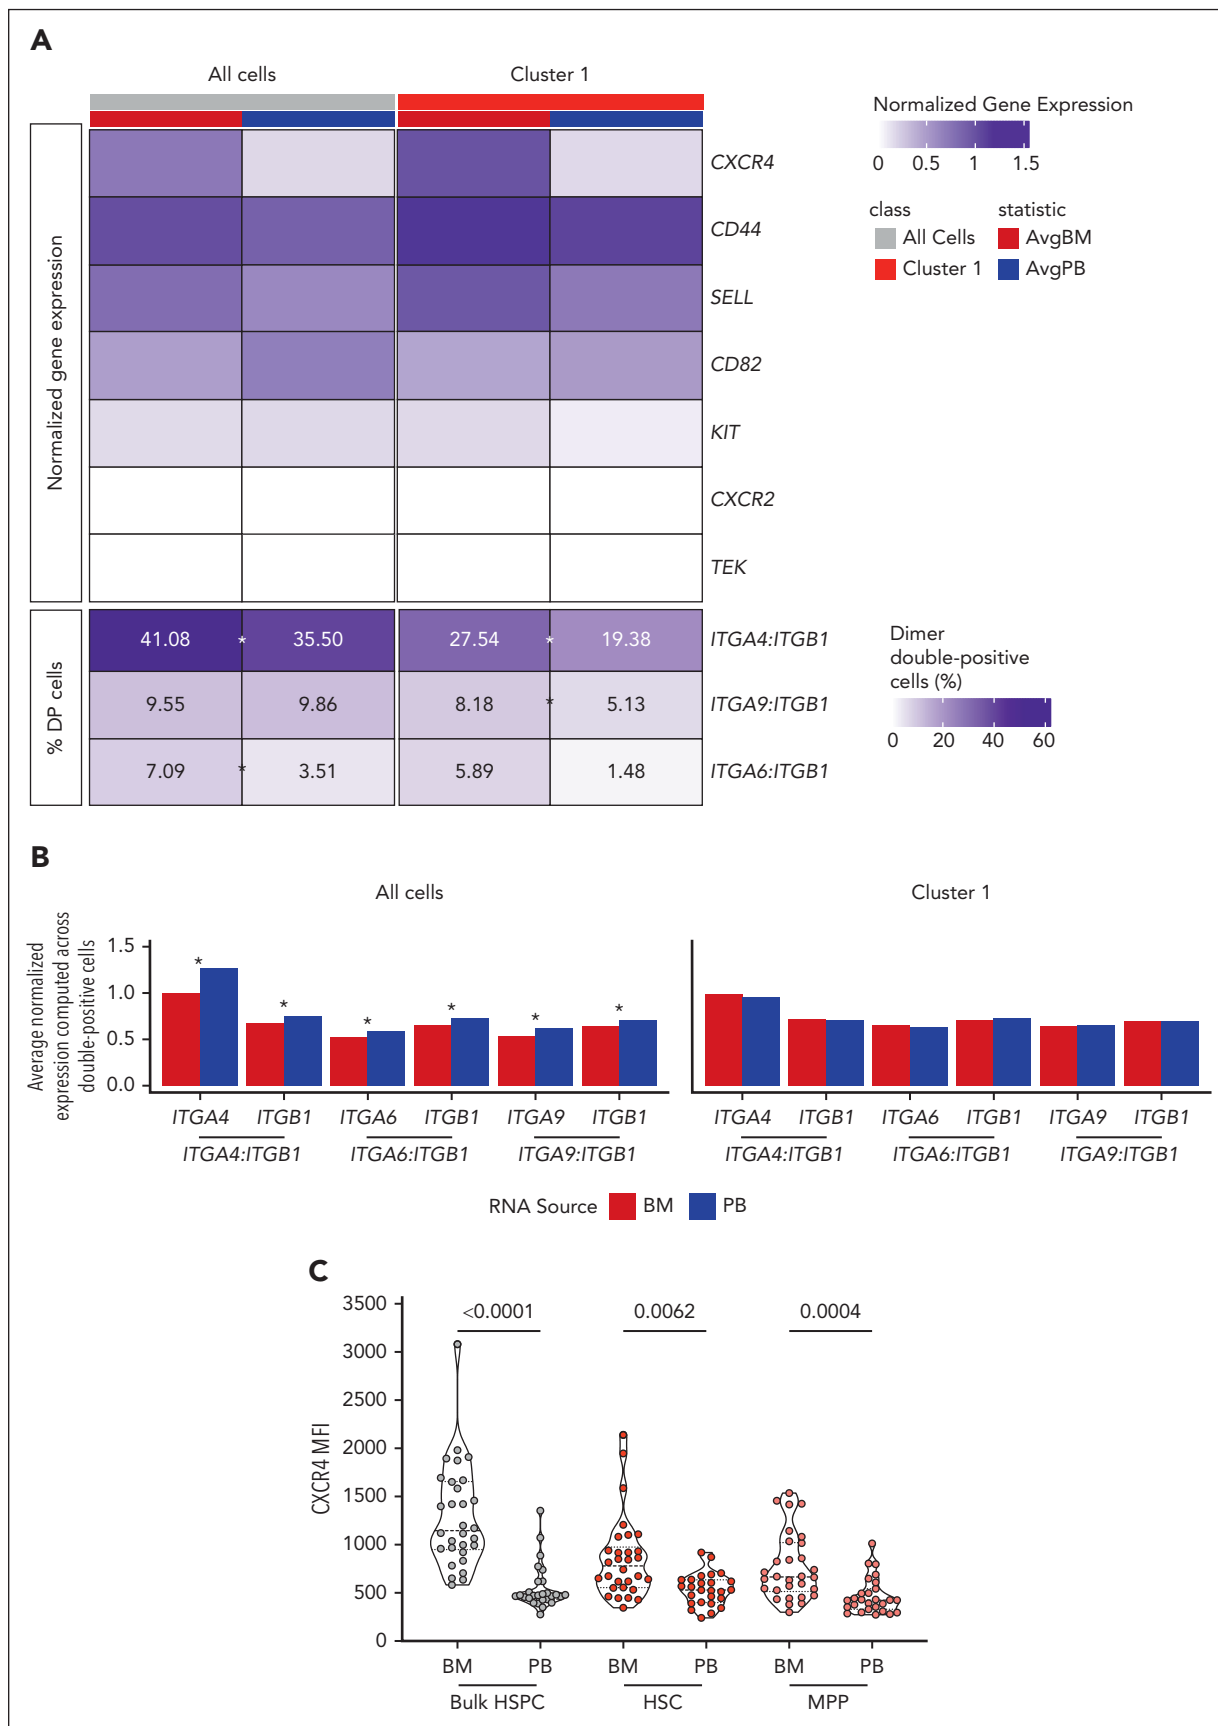 A
All cells
Cluster 1
Normalized gene expression
CXCR4
CD44
SELL
CD82
KIT
CXCR2
TEK
Normalized Gene Expression
0 0.5 1 1.5
class statistic
All Cells AvgBM
Cluster 1 AvgPB
% DP cells
41.08 * 35.50 27.54 * 19.38 ITGA4:ITGB1
9.55 9.86 8.18 * 5.13 ITGA9:ITGB1
7.09 * 3.51 5.89 1.48 ITGA6:ITGB1
Dimer
double-positive
cells (%)
0 20 40 60
B
All cells
Cluster 1
Average normalized
expression computed across
double-positive cells
1.5
1.0
0.5
0.0
* * * * * *
ITGA4 ITGB1 ITGA6 ITGB1 ITGA9 ITGB1
ITGA4:ITGB1 ITGA6:ITGB1 ITGA9:ITGB1
ITGA4 ITGB1 ITGA6 ITGB1 ITGA9 ITGB1
ITGA4:ITGB1 ITGA6:ITGB1 ITGA9:ITGB1
RNA Source BM PB
C
CXCR4 MFI
3500
3000
2500
2000
1500
1000
500
0
<0.0001 0.0062 0.0004
BM PB BM PB BM PB
Bulk HSPC HSC MPP